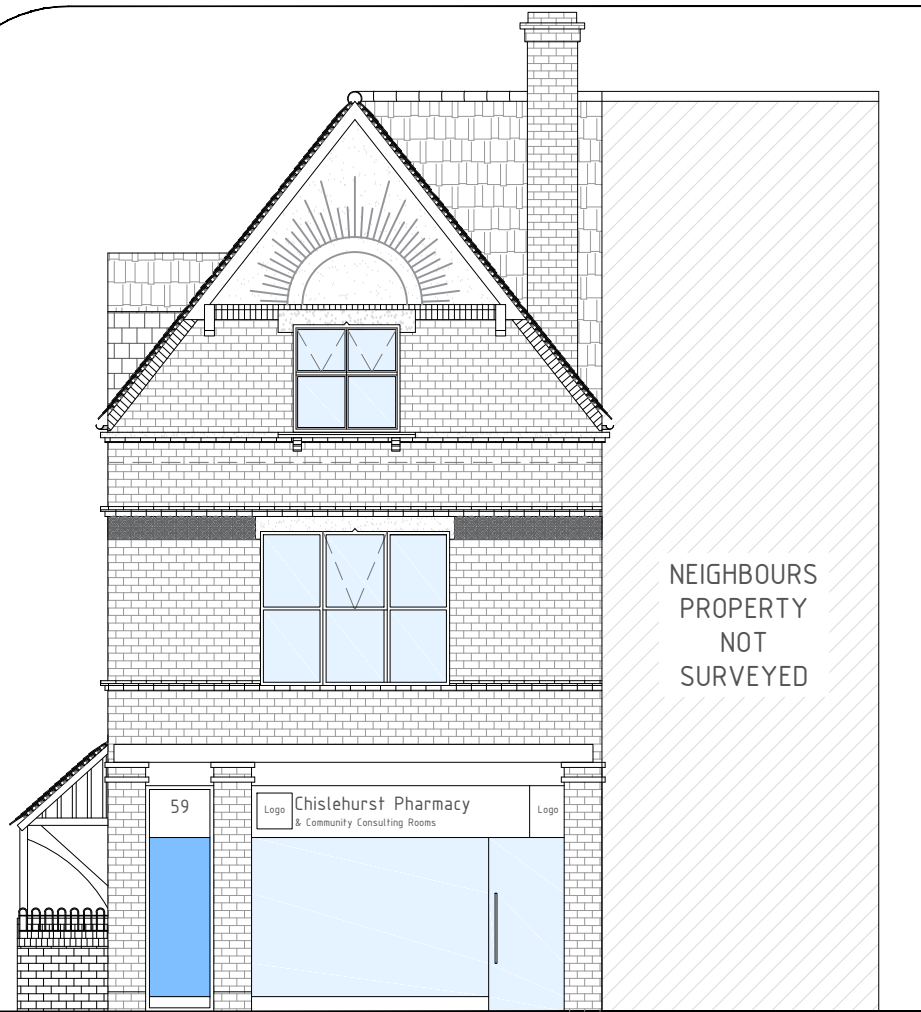 NEIGHBOURS
PROPERTY
NOT
SURVEYED
59
Logo
Chislehurst Pharmacy
& Community Consulting Rooms
Logo